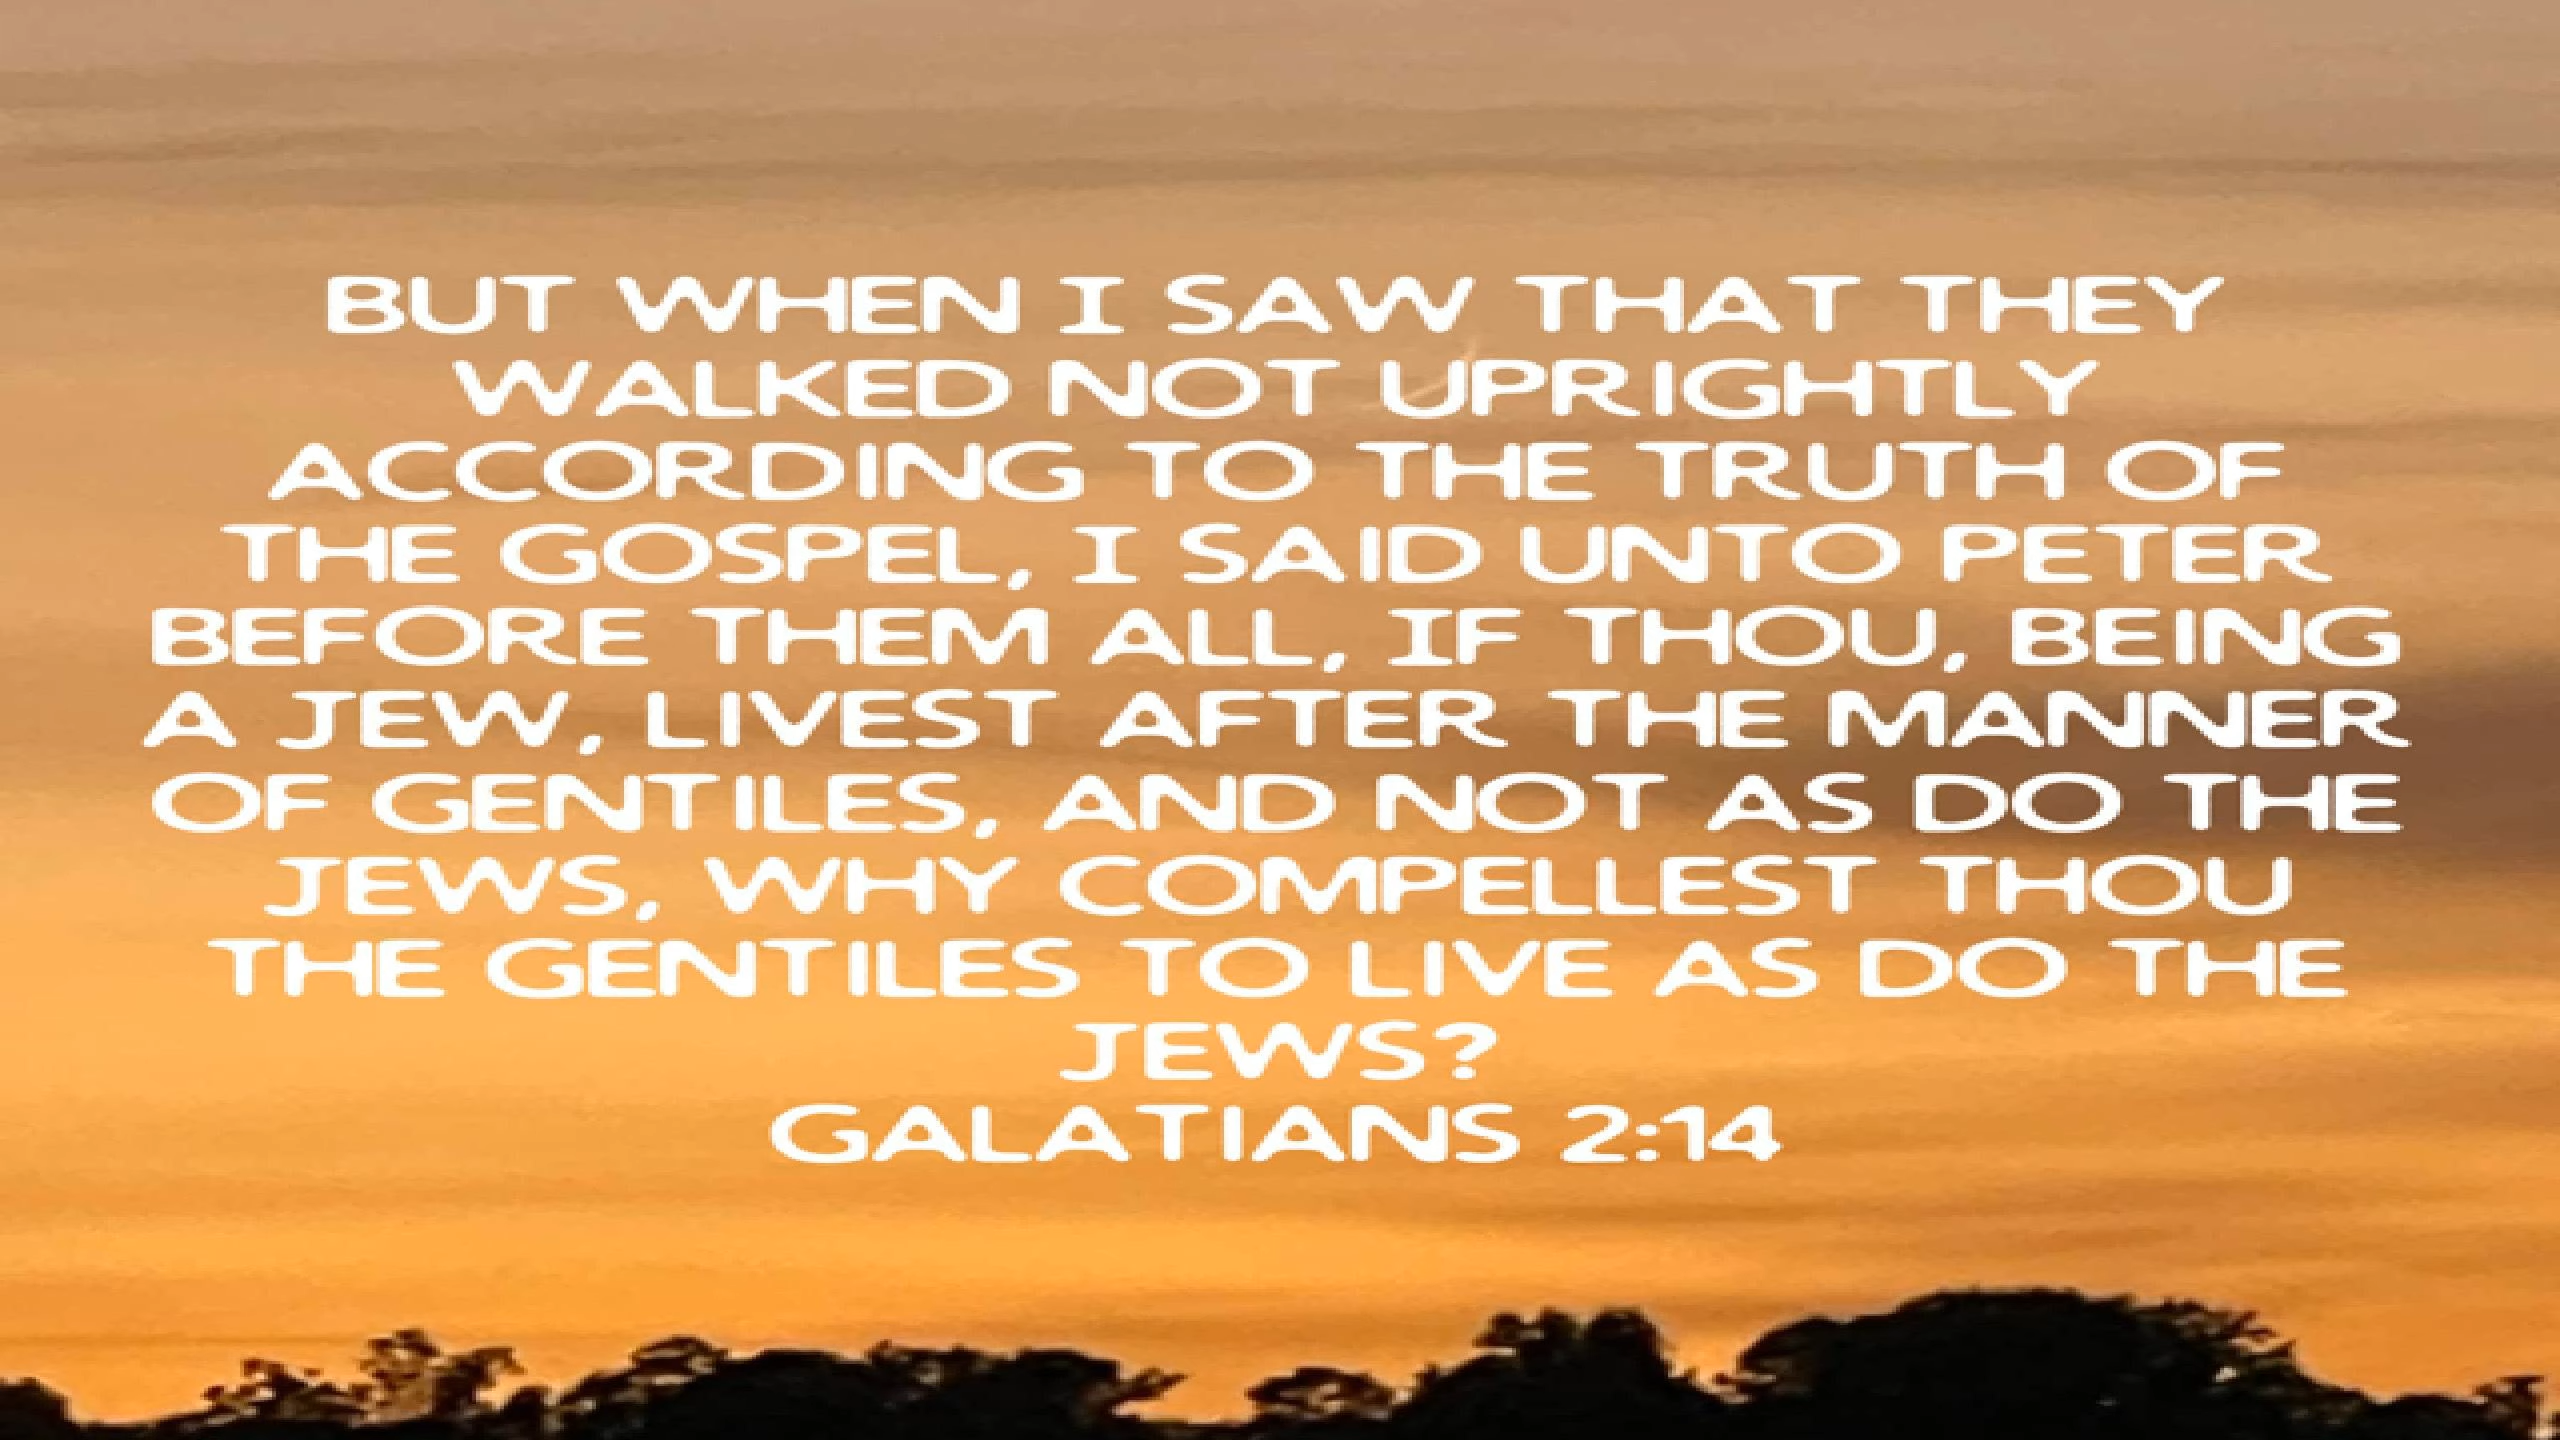 BUT WHEN I SAW THAT THEY
WALKED NOT UPRIGHTLY
ACCORDING TO THE TRUTH OF
THE GOSPEL, I SAID UNTO PETER
BEFORE THEM ALL, IF THOU, BEING
A JEW, LIVEST AFTER THE MANNER
OF GENTILES, AND NOT AS DO THE
JEWS, WHY COMPELLEST THOU
THE GENTILES TO LIVE AS DO THE
JEWS?
GALATIANS 2:14